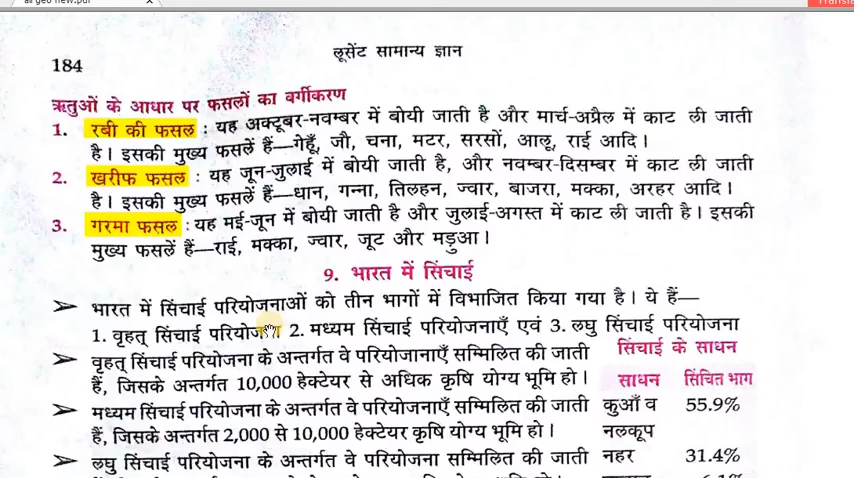 geo new.pdf
184
लूसेंट सामान्य ज्ञान
ऋतुओं के आधार पर फसलों का वर्गीकरण
1. रबी की फसल : यह अक्टूबर-नवम्बर में बोयी जाती है और मार्च-अप्रैल में काट ली जाती
है। इसकी मुख्य फसलें हैं—गेहूँ, जौ, चना, मटर, सरसों, आलू, राई आदि।
2. खरीफ फसल : यह जून-जुलाई में बोयी जाती है, और नवम्बर-दिसम्बर में काट ली जाती
है। इसकी मुख्य फसलें हैं—धान, गन्ना, तिलहन, ज्वार, बाजरा, मक्का, अरहर आदि।
3. गरमा फसल : यह मई-जून में बोयी जाती है और जुलाई-अगस्त में काट ली जाती है। इसकी
मुख्य फसलें हैं—राई, मक्का, ज्वार, जूट और मड़ुआ।
9. भारत में सिंचाई
➢ भारत में सिंचाई परियोजनाओं को तीन भागों में विभाजित किया गया है। ये हैं—
1. वृहत् सिंचाई परियोजना 2. मध्यम सिंचाई परियोजनाएँ एवं 3. लघु सिंचाई परियोजना
➢ वृहत् सिंचाई परियोजना के अन्तर्गत वे परियोजानाएँ सम्मिलित की जाती
हैं, जिसके अन्तर्गत 10,000 हेक्टेयर से अधिक कृषि योग्य भूमि हो।
➢ मध्यम सिंचाई परियोजना के अन्तर्गत वे परियोजनाएँ सम्मिलित की जाती
हैं, जिसके अन्तर्गत 2,000 से 10,000 हेक्टेयर कृषि योग्य भूमि हो।
➢ लघु सिंचाई परियोजना के अन्तर्गत वे परियोजना सम्मिलित की जाती
सिंचाई के साधन
साधन सिंचित भाग
कुआँ व 55.9%
नलकूप
नहर 31.4%